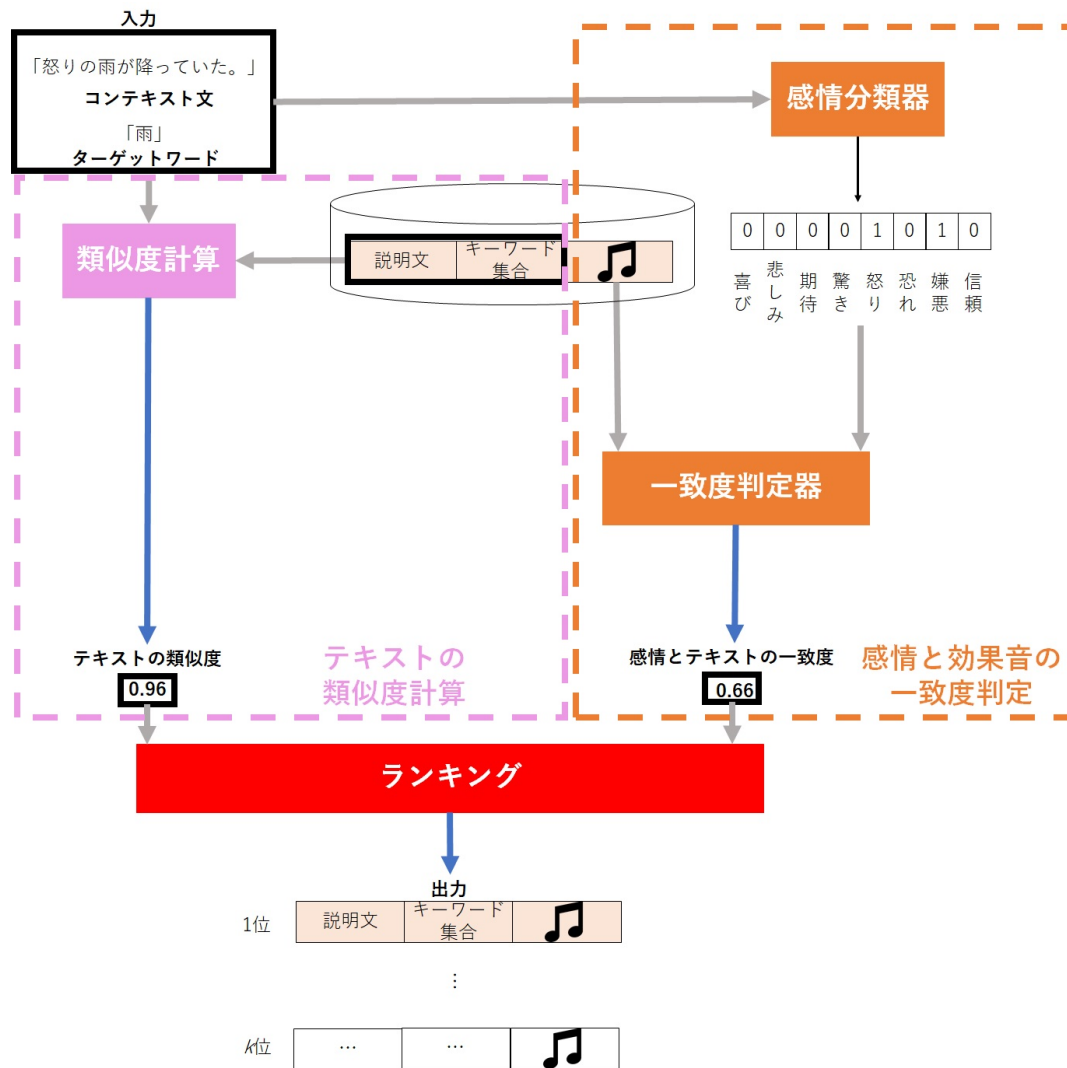 入力
「怒りの雨が降っていた。」
コンテキスト文
「雨」
ターゲットワード
感情分類器
類似度計算
説明文
キーワード
集合
0 0 0 0 1 0 1 0
喜び
悲しみ
期待
驚き
怒り
恐れ
嫌悪
信頼
一致度判定器
テキストの類似度
0.96
テキストの
類似度計算
感情とテキストの一致度
0.66
感情と効果音の
一致度判定
ランキング
出力
1位
説明文
キーワード
集合
⋮
k位
…
…